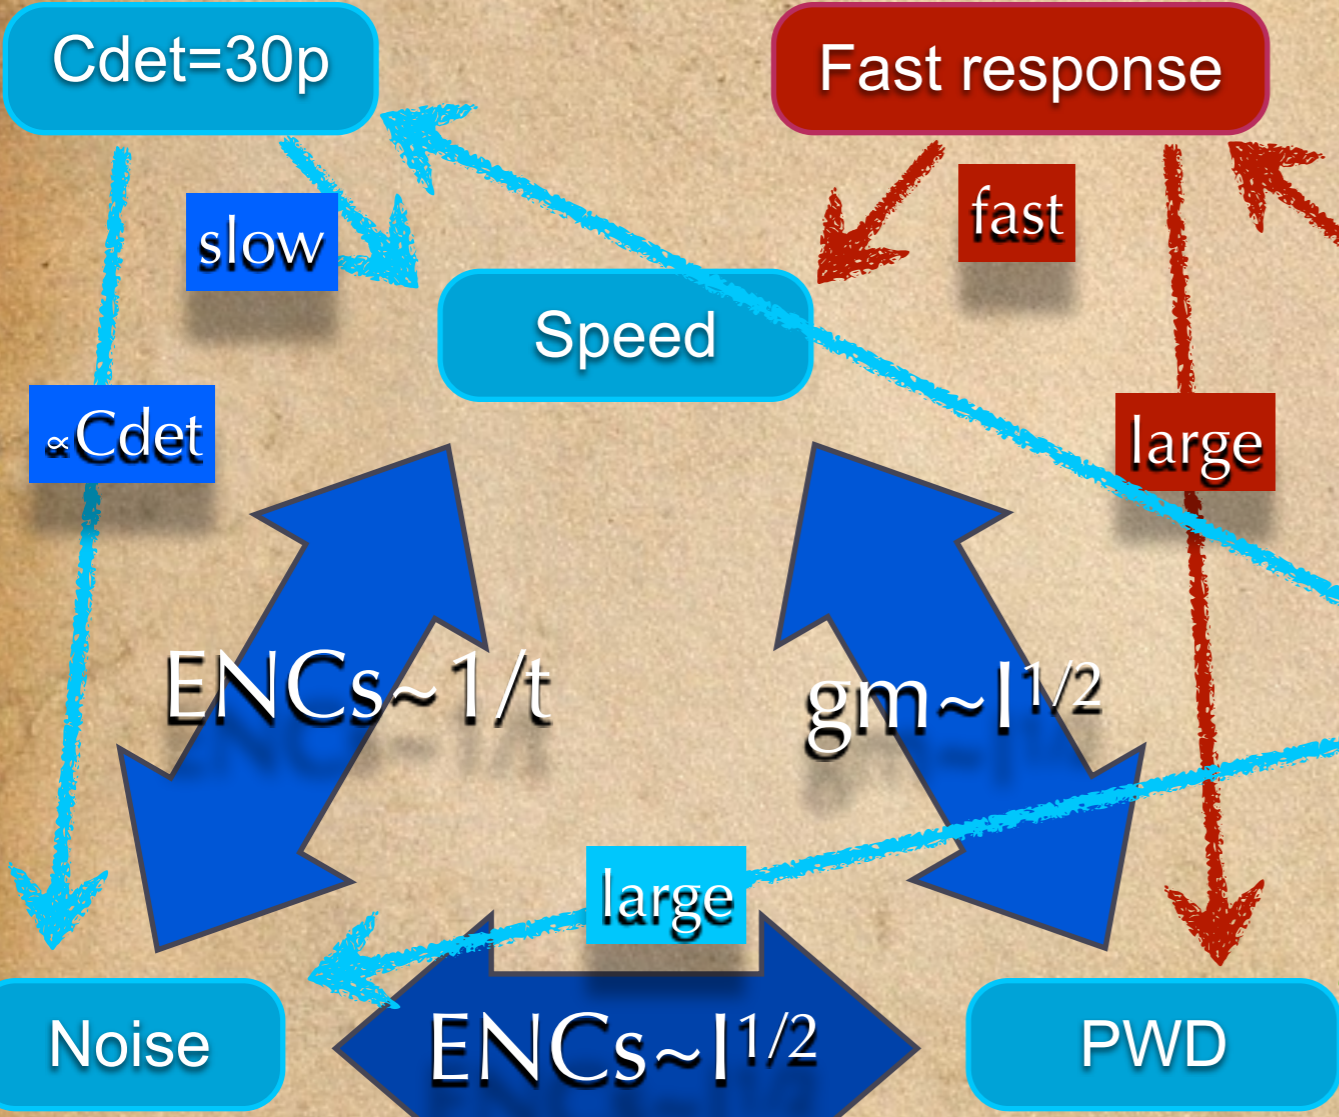 Cdet=30p
Fast response
slow
fast
Speed
∝Cdet
large
ENCs~1/t
gm~I1/2
large
Noise
ENCs~I1/2
PWD